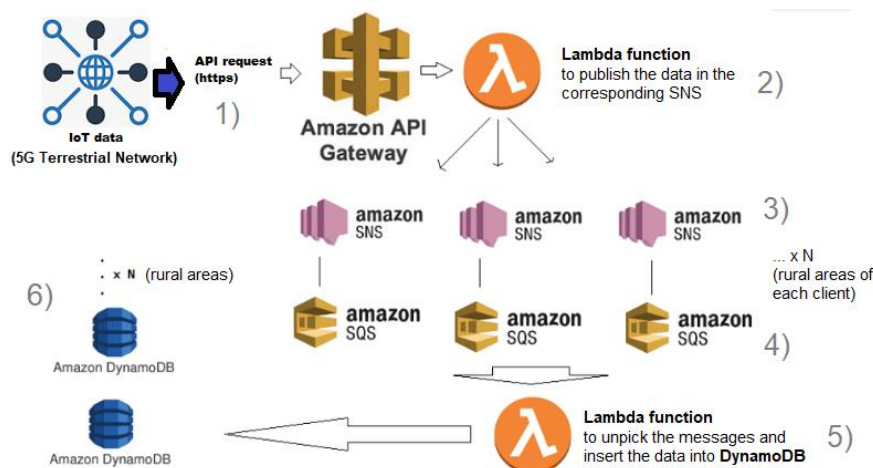 API request
(https)
1)
IoT data
(5G Terrestrial Network)
Amazon API
Gateway
λ
Lambda function
to publish the data in the
corresponding SNS
2)
amazon
SNS
amazon
SNS
amazon
SNS
3)
... x N
(rural areas of
each client)
. x N (rural areas)
6)
amazon
SQS
amazon
SQS
amazon
SQS
4)
Amazon DynamoDB
Amazon DynamoDB
λ
Lambda function
to unpick the messages and
insert the data into DynamoDB
5)